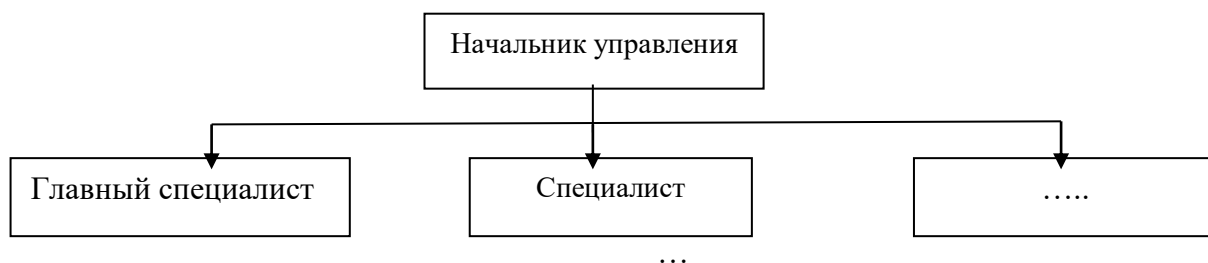 Начальник управления
Главный специалист
Специалист
…..
…